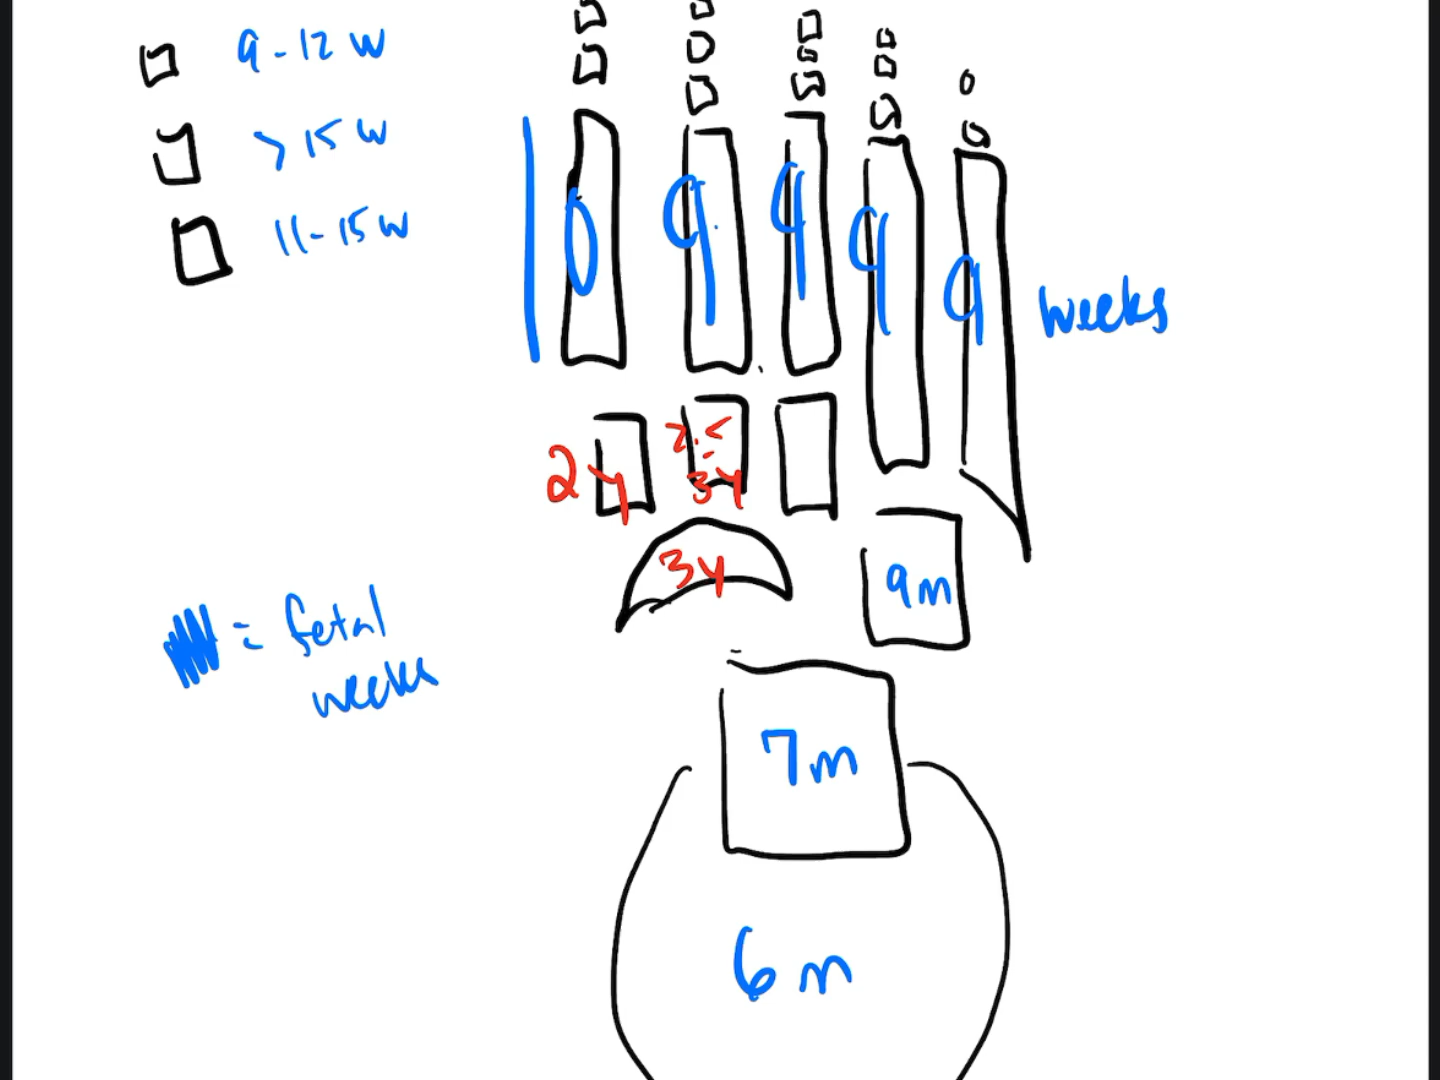 9-12 w
>15 w
11-15 w
10 9 9 9 9 weeks
2y
2.5
-
3y
3y
9m
= fetal
weeks
7m
6m